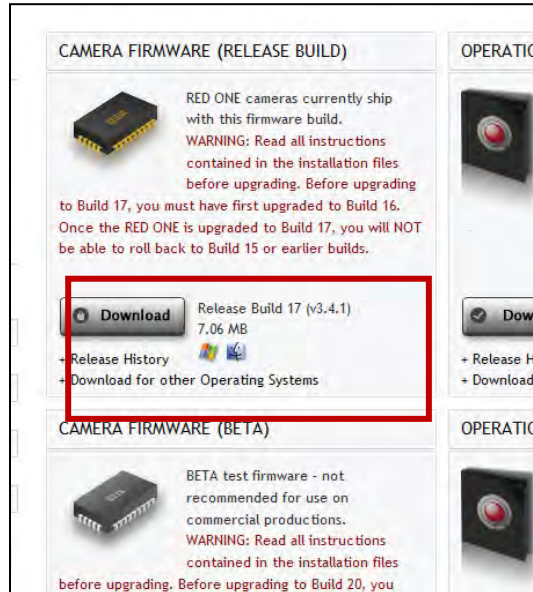 CAMERA FIRMWARE (RELEASE BUILD)
RED ONE cameras currently ship
with this firmware build.
WARNING: Read all instructions
contained in the installation files
before upgrading. Before upgrading
to Build 17, you must have first upgraded to Build 16.
Once the RED ONE is upgraded to Build 17, you will NOT
be able to roll back to Build 15 or earlier builds.
Download
Release Build 17 (v3.4.1)
7.06 MB
+ Release History
+ Download for other Operating Systems
CAMERA FIRMWARE (BETA)
BETA
BETA test firmware - not
recommended for use on
commercial productions.
WARNING: Read all instructions
contained in the installation files
before upgrading. Before upgrading to Build 20, you
OPERATIO
Dow
+ Release H
+ Download
OPERATIO